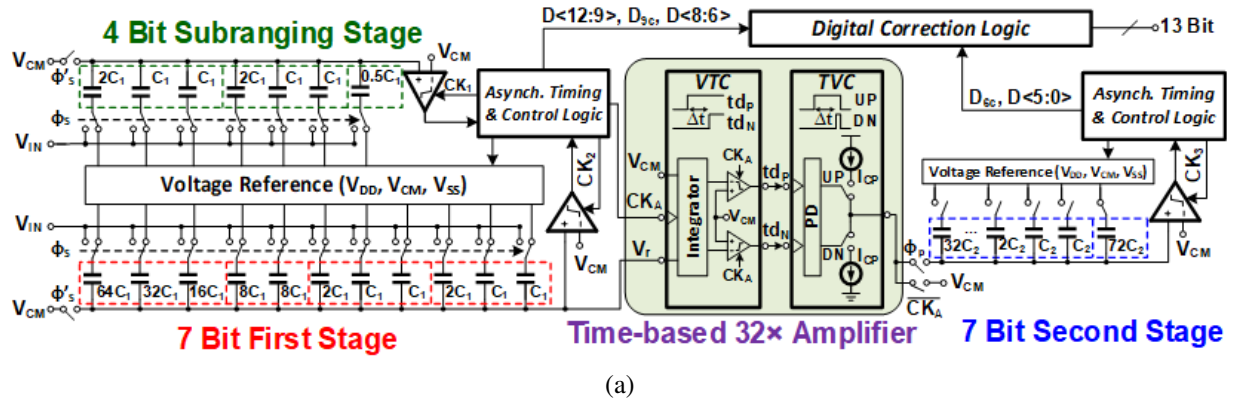 D<12:9>, D9c, D<8:6>
Digital Correction Logic
13 Bit
4 Bit Subranging Stage
VCM
Φ's
2C1
C1
C1
2C1
C1
C1
0.5C1
VCM
CK1
Asynch. Timing
& Control Logic
Φs
VIN
Voltage Reference (VDD, VCM, VSS)
CK2
VCM
VIN
Φs
64C1
32C1
16C1
8C1
8C1
2C1
C1
2C1
C1
C1
Φ's
VCM
7 Bit First Stage
VTC
tdP
Δt
tdN
TVC
UP
Δt
DN
VCM
CKA
Vr
Integrator
CKA
VCM
CKA
tdP
tdN
PD
UP
DN
ICP
ICP
Time-based 32× Amplifier
D6c, D<5:0>
Asynch. Timing
& Control Logic
CK3
Voltage Reference (VDD, VCM, VSS)
32C2
...
2C2
C2
C2
72C2
VCM
Φp
VCM
CKA
7 Bit Second Stage
(a)